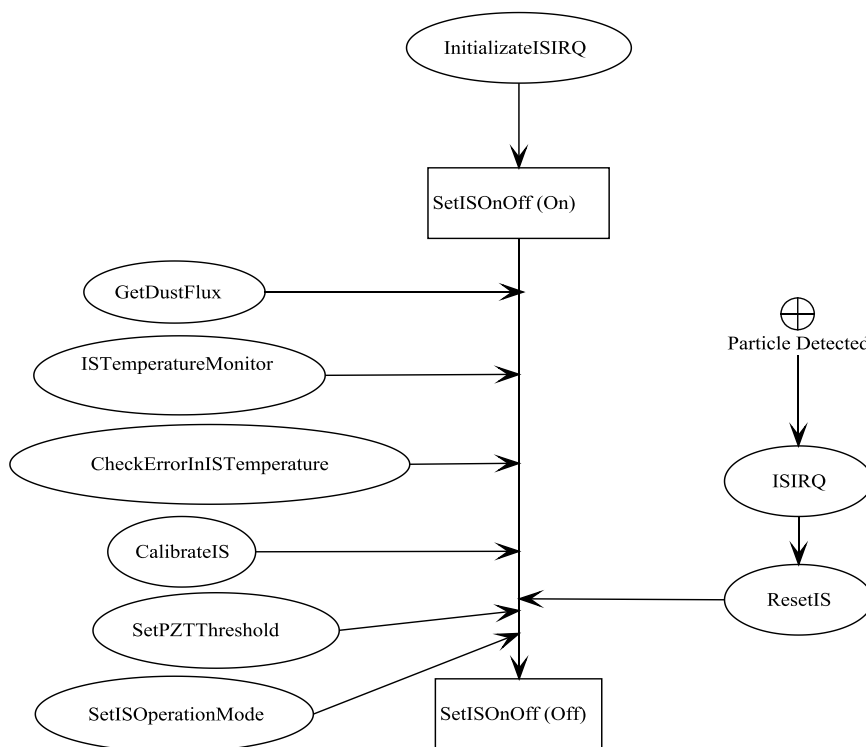 InitializateISIRQ
SetISOnOff (On)
GetDustFlux
ISTemperatureMonitor
Particle Detected
CheckErrorInISTemperature
ISIRQ
CalibrateIS
ResetIS
SetPZTThreshold
SetISOperationMode
SetISOnOff (Off)